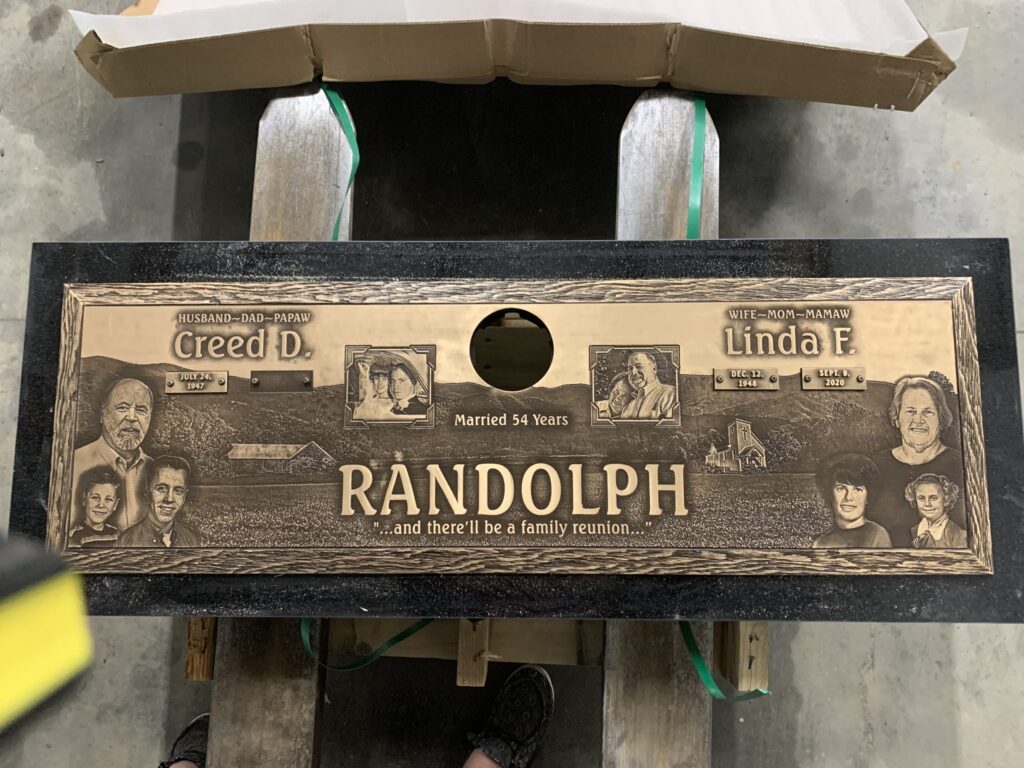 HUSBAND~DAD~PAPAW
Creed D.
JULY 24,
1947
WIFE~MOM~MAMAW
Linda F.
DEC. 12,
1948
SEPT. 9,
2020
Married 54 Years
RANDOLPH
"...and there'll be a family reunion..."